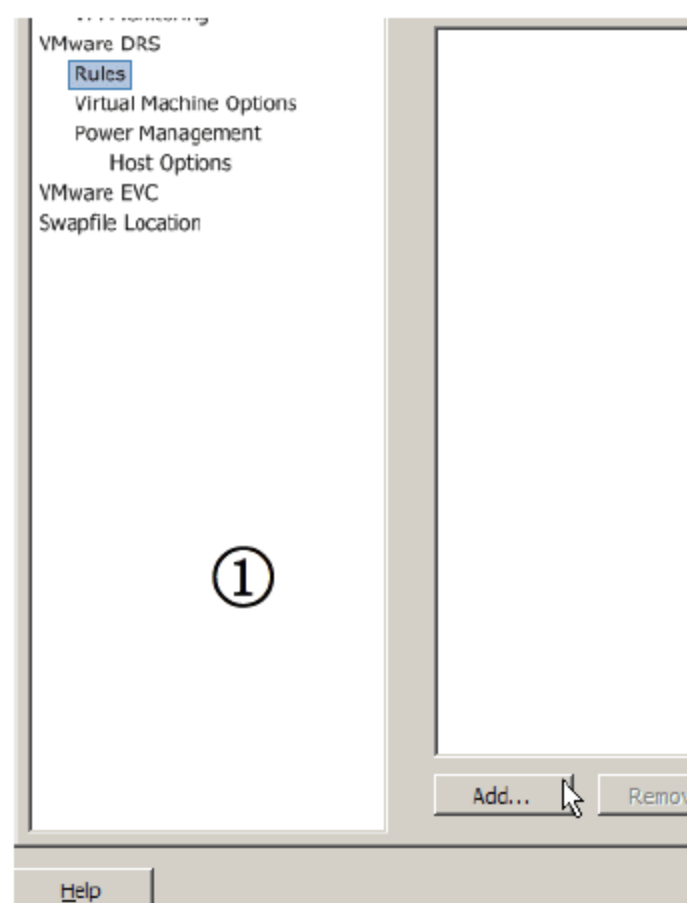 VMware DRS
Rules
Virtual Machine Options
Power Management
Host Options
VMware EVC
Swapfile Location
①
Add...
Help